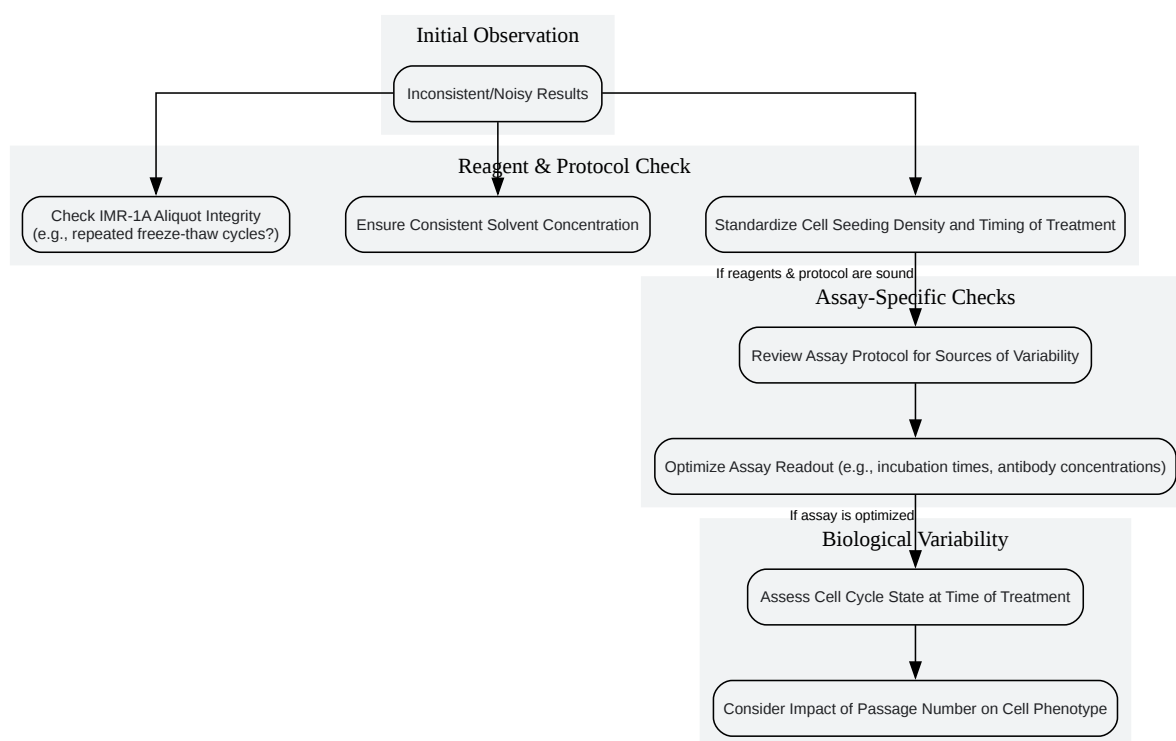 Initial Observation
Inconsistent/Noisy Results
Reagent & Protocol Check
Check IMR-1A Aliquot Integrity
(e.g., repeated freeze-thaw cycles?)
Ensure Consistent Solvent Concentration
Standardize Cell Seeding Density and Timing of Treatment
If reagents & protocol are sound
Assay-Specific Checks
Review Assay Protocol for Sources of Variability
Optimize Assay Readout (e.g., incubation times, antibody concentrations)
If assay is optimized
Biological Variability
Assess Cell Cycle State at Time of Treatment
Consider Impact of Passage Number on Cell Phenotype